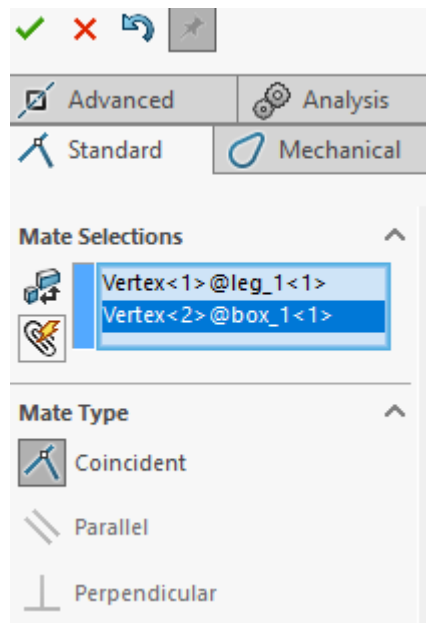 Advanced Analysis
Standard Mechanical
Mate Selections
Vertex<1>@leg_1<1>
Vertex<2>@box_1<1>
Mate Type
Coincident
Parallel
Perpendicular